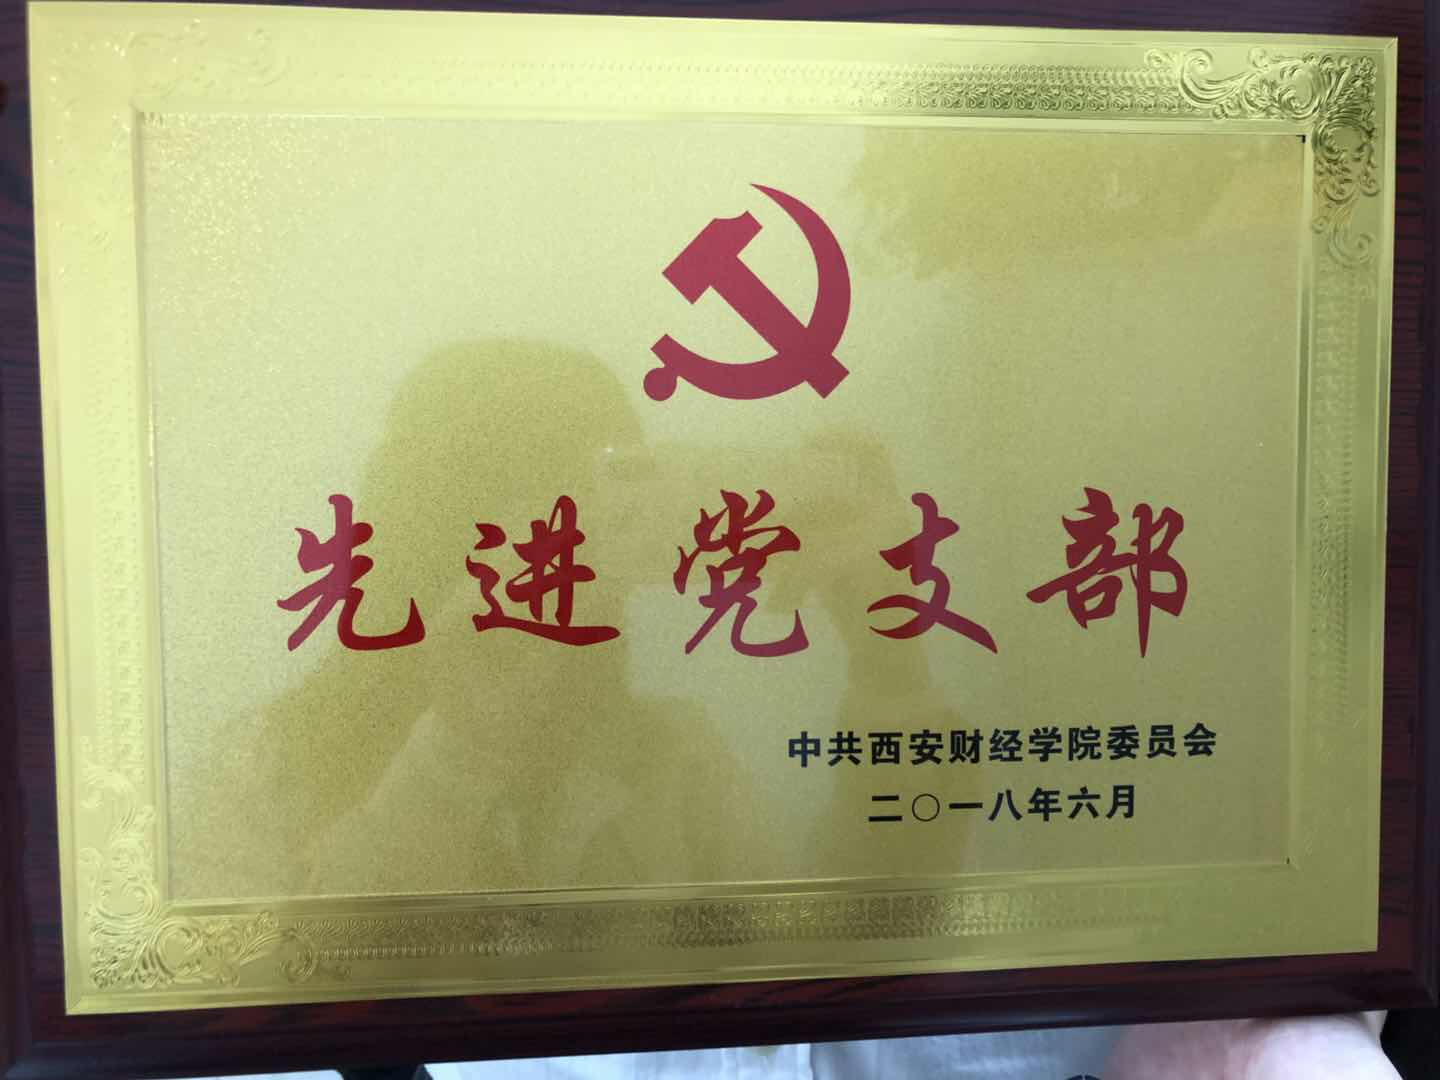 先进党支部
中共西安财经学院委员会
二〇一八年六月